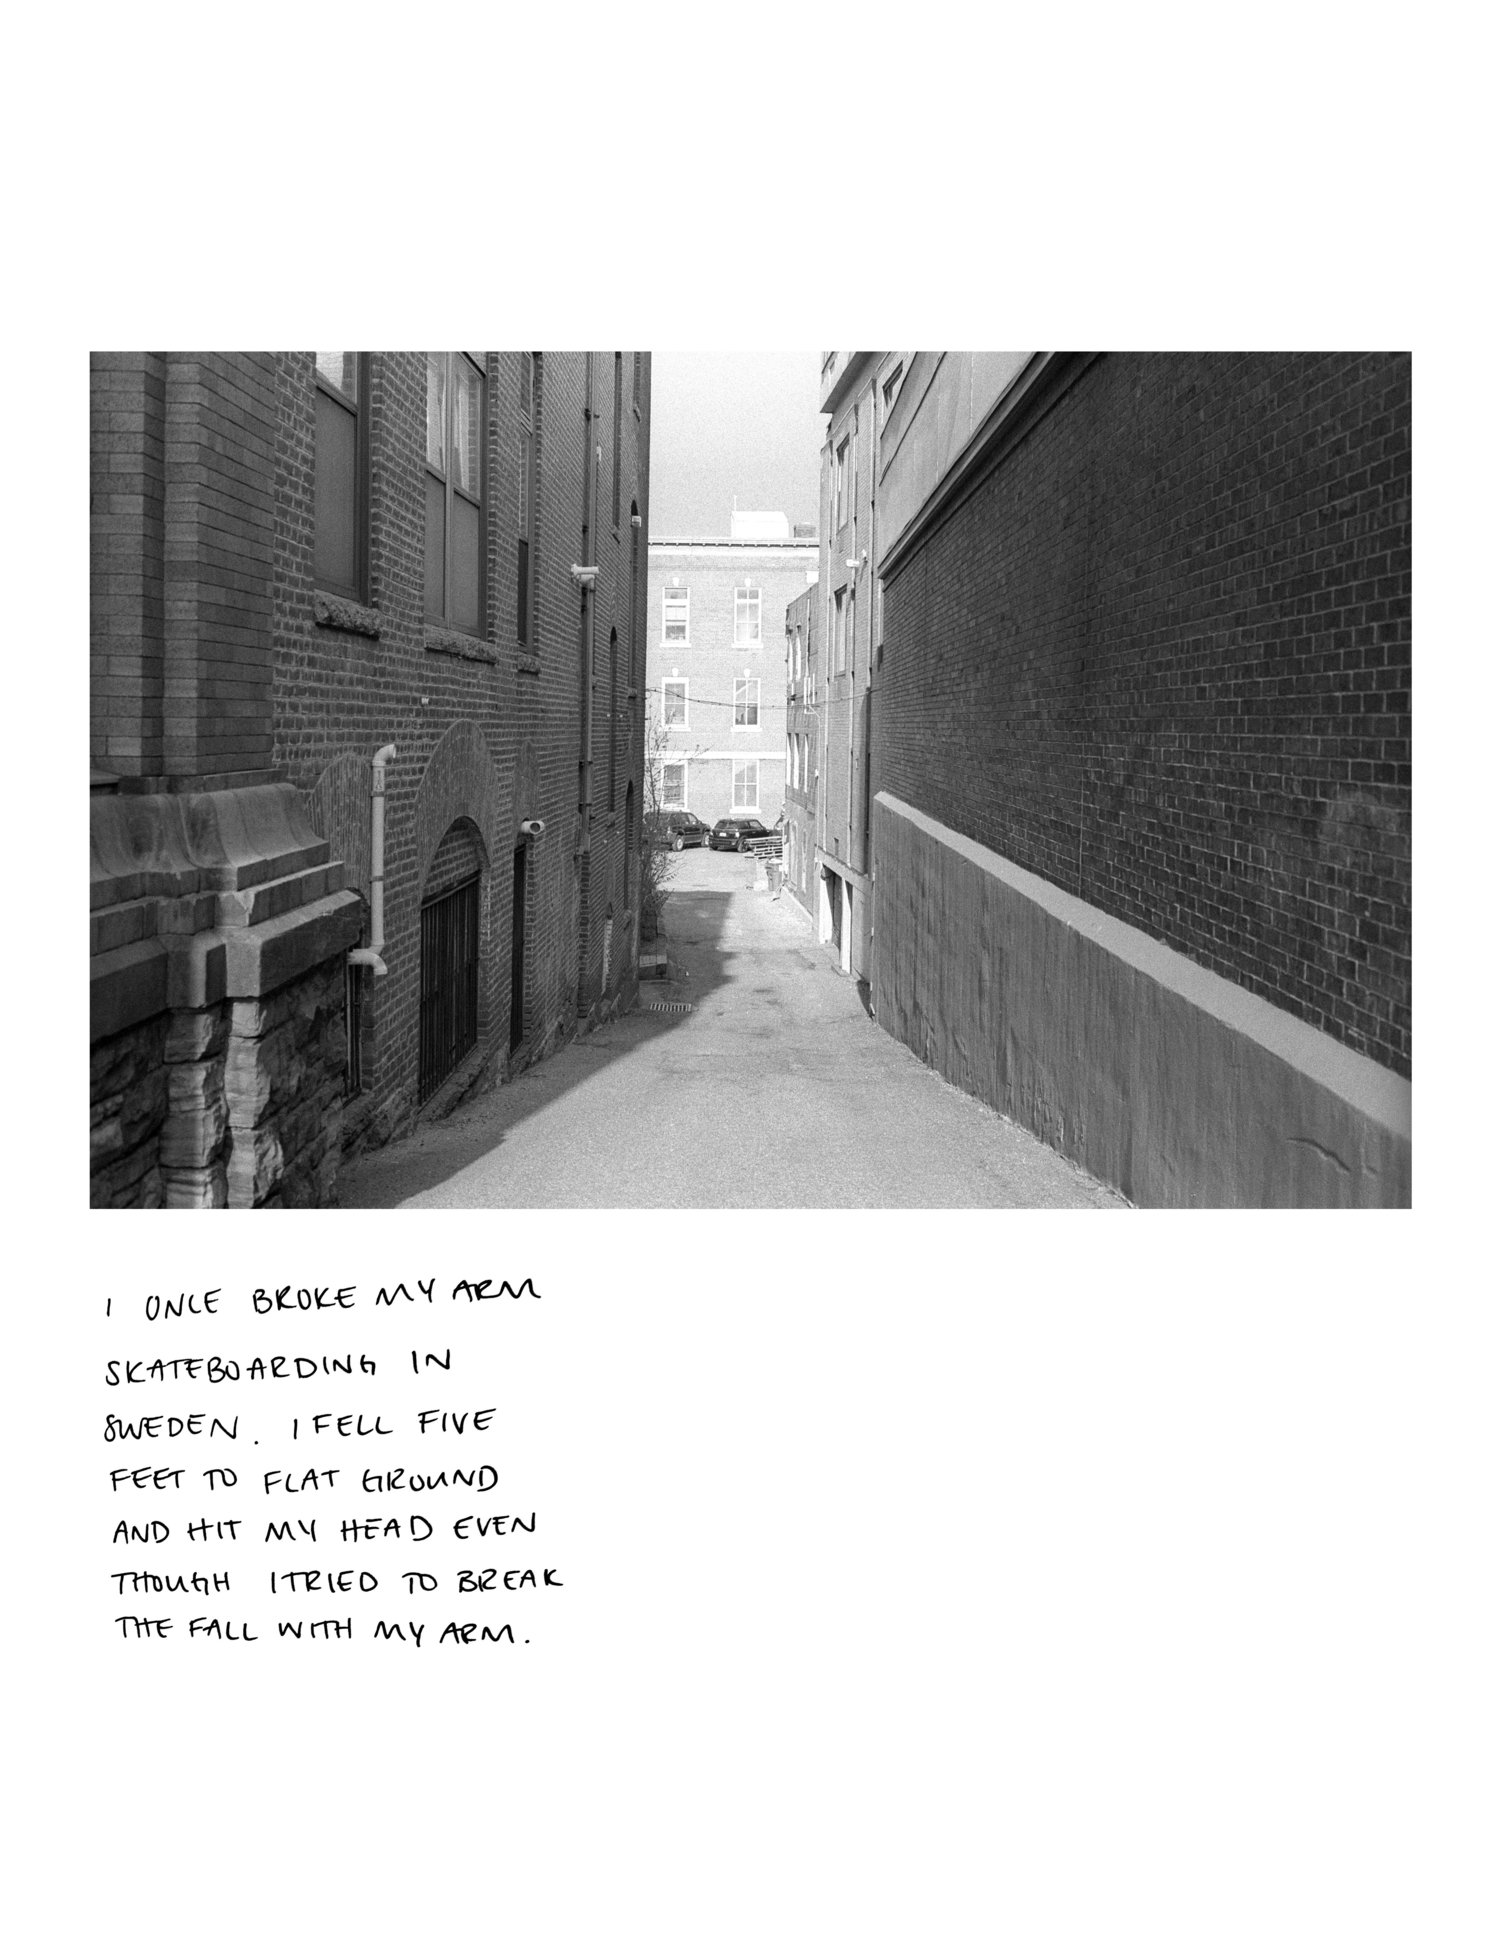 I ONCE BROKE MY ARM
SKATEBOARDING IN
SWEDEN. I FELL FIVE
FEET TO FLAT GROUND
AND HIT MY HEAD EVEN
THOUGH I TRIED TO BREAK
THE FALL WITH MY ARM.